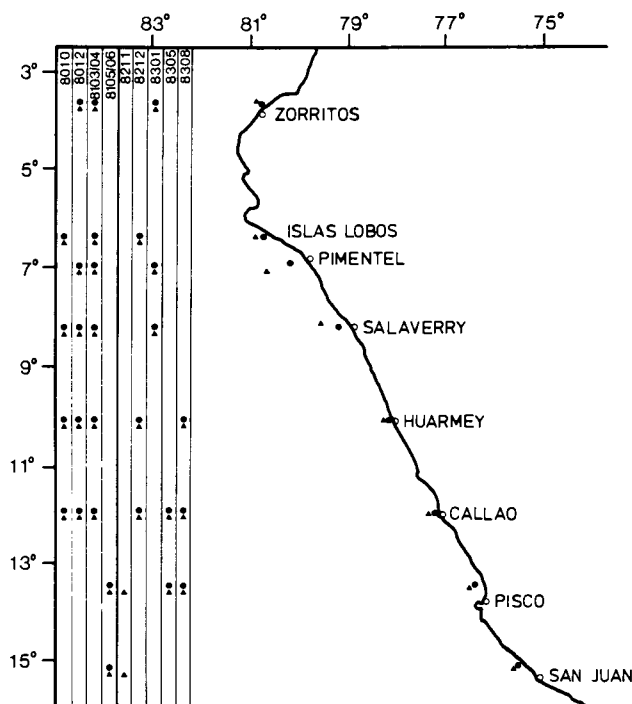 83° 81° 79° 77° 75°
8010 8012 8103/04 8105/06 8211 8212 8301 8305 8308
3°
ZORRITOS
5°
ISLAS LOBOS
PIMENTEL
7°
SALAVERRY
9°
HUARMEY
11°
CALLAO
13°
PISCO
15°
SAN JUAN